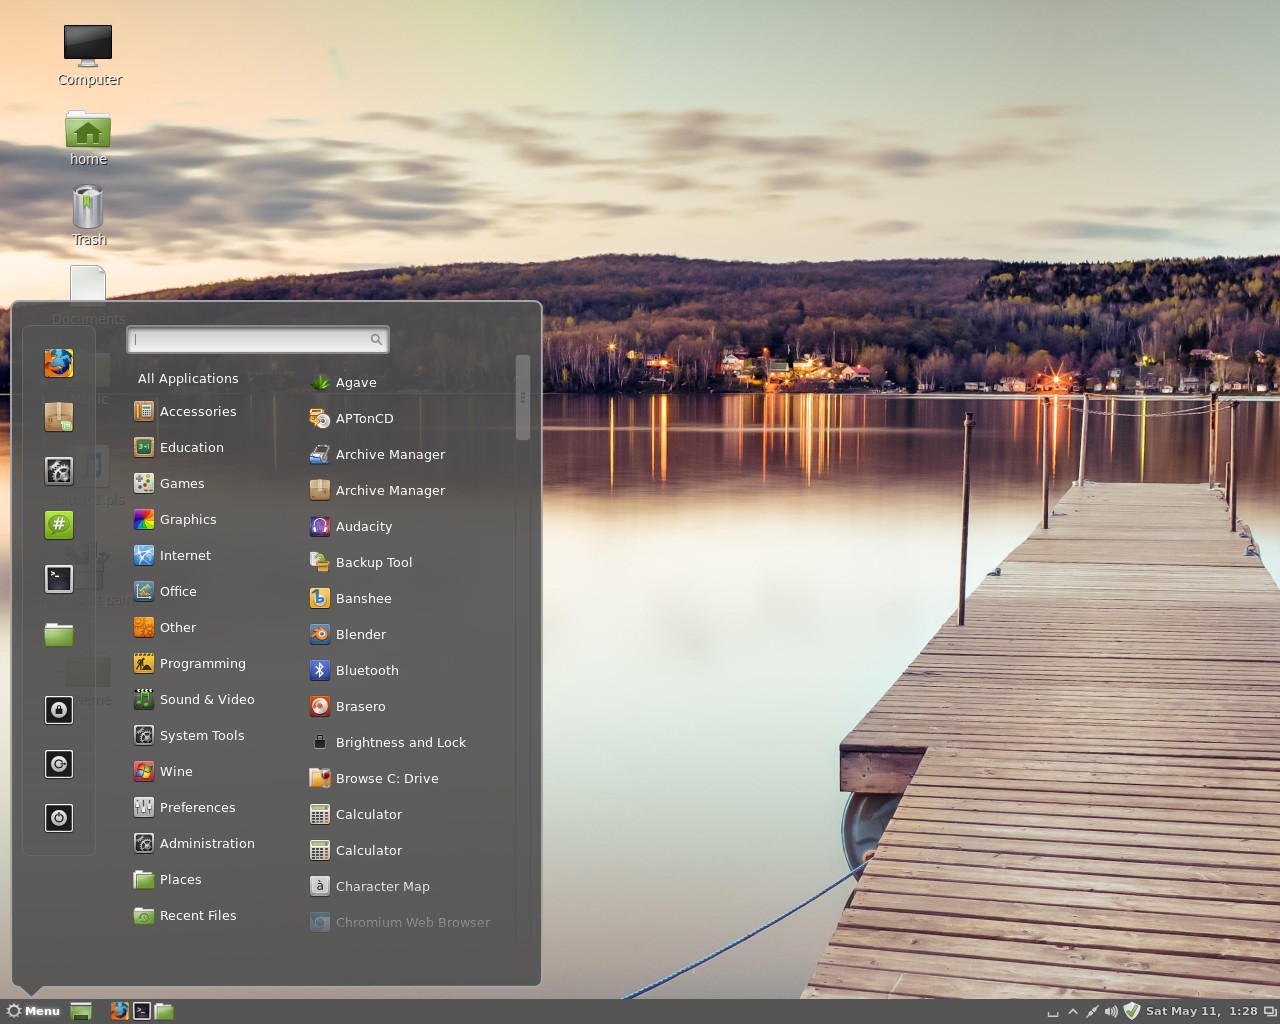 Computer
home
Trash
Documents
All Applications
Accessories
Education
Games
Graphics
Internet
Office
Other
Programming
Sound & Video
System Tools
Wine
Preferences
Administration
Places
Recent Files
Agave
APTonCD
Archive Manager
Archive Manager
Audacity
Backup Tool
Banshee
Blender
Bluetooth
Brasero
Brightness and Lock
Browse C: Drive
Calculator
Calculator
Character Map
Chromium Web Browser
Menu
Sat May 11, 1:28